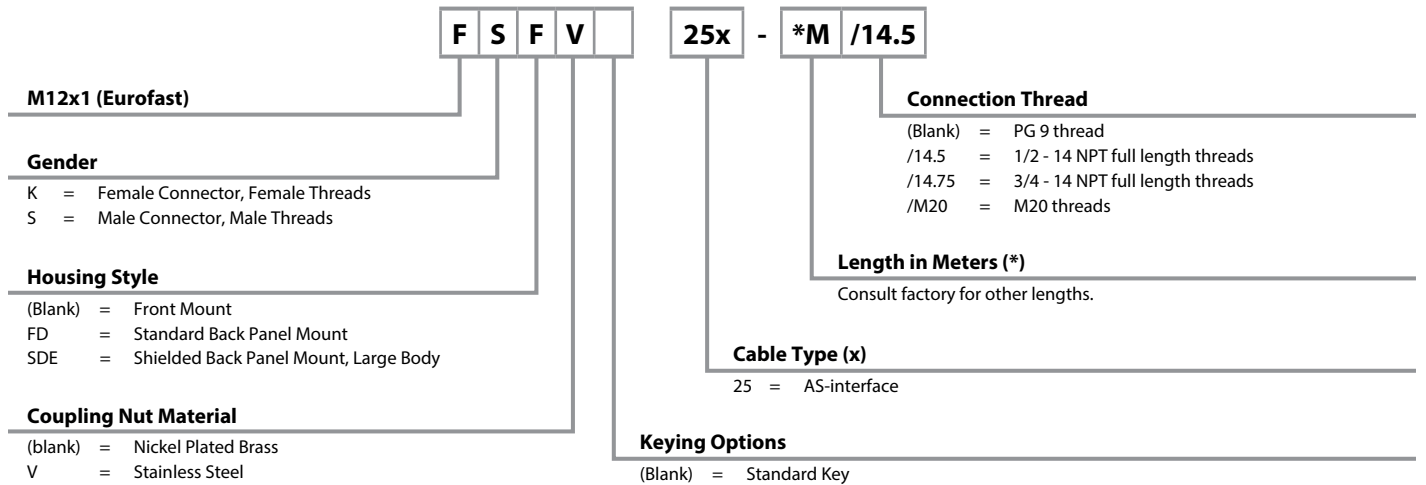 F S F V 25x - *M /14.5
M12x1 (Eurofast)
Gender
K = Female Connector, Female Threads
S = Male Connector, Male Threads
Housing Style
(Blank) = Front Mount
FD = Standard Back Panel Mount
SDE = Shielded Back Panel Mount, Large Body
Coupling Nut Material
(blank) = Nickel Plated Brass
V = Stainless Steel
Connection Thread
(Blank) = PG 9 thread
/14.5 = 1/2 - 14 NPT full length threads
/14.75 = 3/4 - 14 NPT full length threads
/M20 = M20 threads
Length in Meters (*)
Consult factory for other lengths.
Cable Type (x)
25 = AS-interface
Keying Options
(Blank) = Standard Key